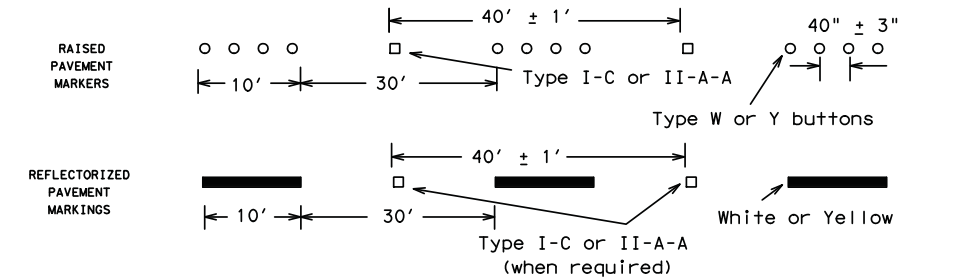 40' ± 1'
40" ± 3"
RAISED
PAVEMENT
MARKERS
10'
30'
Type I-C or II-A-A
Type W or Y buttons
40' ± 1'
REFLECTORIZED
PAVEMENT
MARKINGS
10'
30'
White or Yellow
Type I-C or II-A-A
(when required)